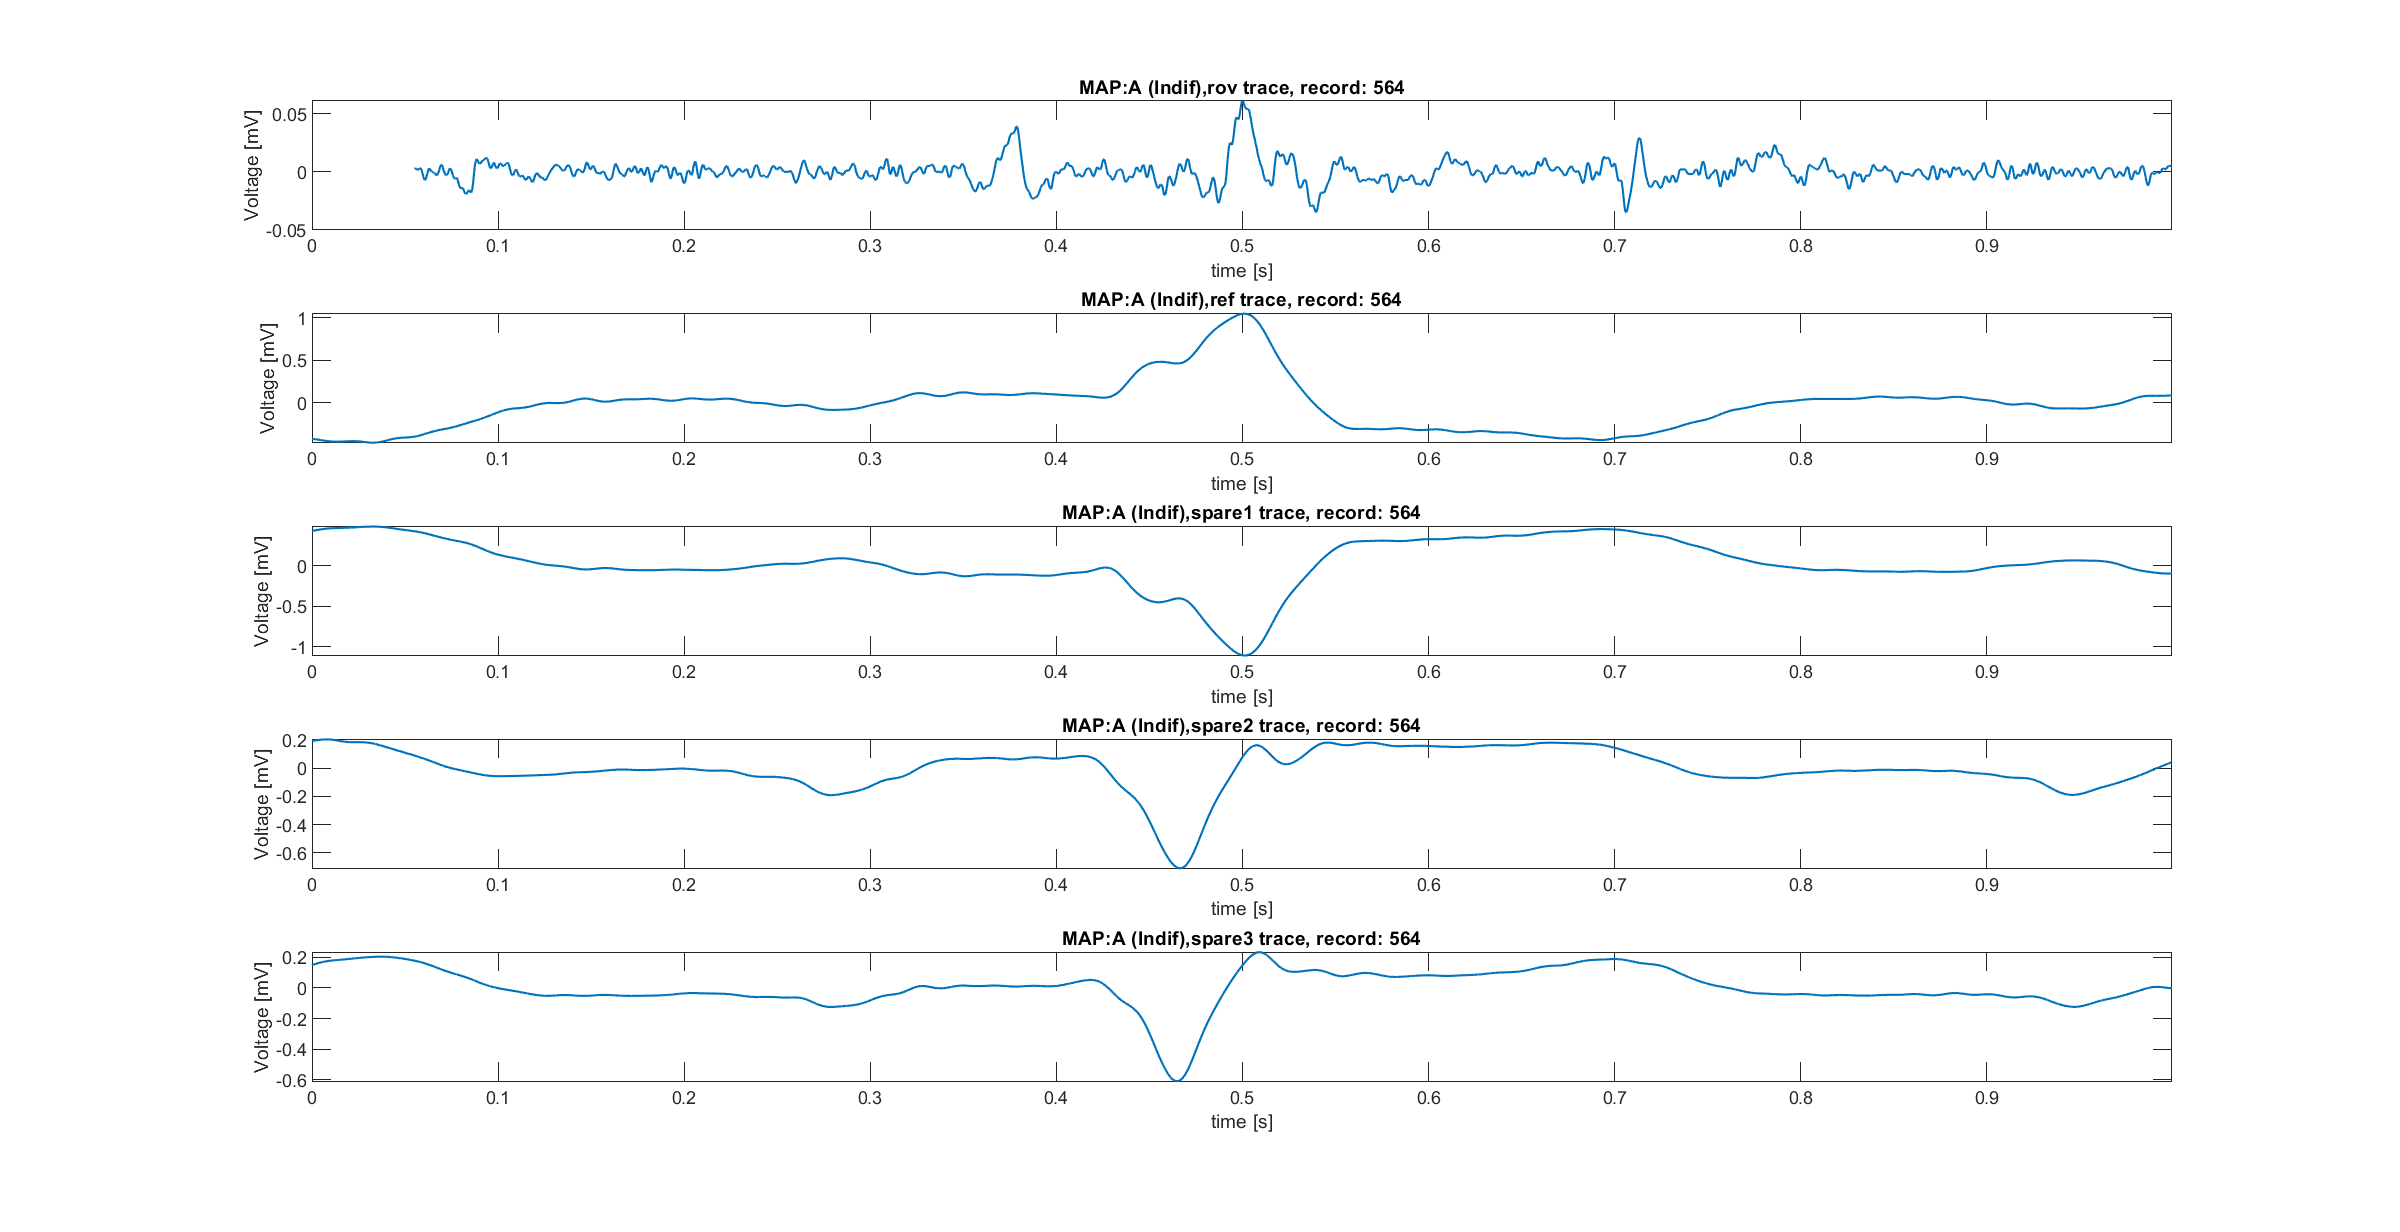 MAP:A (Indif),rov trace, record: 564
Voltage [mV]
0.05
0
-0.05
0 0.1 0.2 0.3 0.4 0.5 0.6 0.7 0.8 0.9
time [s]
MAP:A (Indif),ref trace, record: 564
Voltage [mV]
1
0.5
0
0 0.1 0.2 0.3 0.4 0.5 0.6 0.7 0.8 0.9
time [s]
MAP:A (Indif),spare1 trace, record: 564
Voltage [mV]
0
-0.5
-1
0 0.1 0.2 0.3 0.4 0.5 0.6 0.7 0.8 0.9
time [s]
MAP:A (Indif),spare2 trace, record: 564
Voltage [mV]
0.2
0
-0.2
-0.4
-0.6
0 0.1 0.2 0.3 0.4 0.5 0.6 0.7 0.8 0.9
time [s]
MAP:A (Indif),spare3 trace, record: 564
Voltage [mV]
0.2
0
-0.2
-0.4
-0.6
0 0.1 0.2 0.3 0.4 0.5 0.6 0.7 0.8 0.9
time [s]